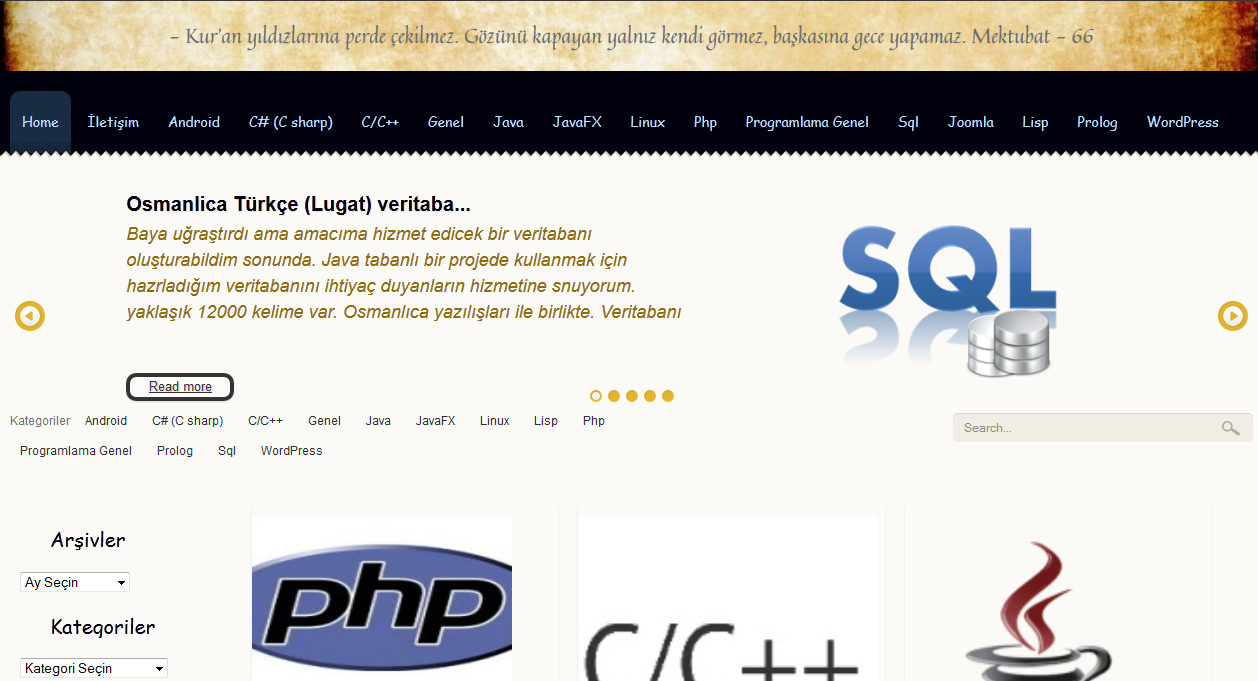 – Kur'an yıldızlarına perde çekilmez. Gözünü kapayan yalnız kendi görmez, başkasına gece yapamaz. Mektubat – 66
Home İletişim Android C# (C sharp) C/C++ Genel Java JavaFX Linux Php Programlama Genel Sql Joomla Lisp Prolog WordPress
Osmanlica Türkçe (Lugat) veritaba...
Baya uğraştırdı ama amacıma hizmet edicek bir veritabanı
oluşturabildim sonunda. Java tabanlı bir projede kullanmak için
hazrladığım veritabanını ihtiyaç duyanların hizmetine snuyorum.
yaklaşık 12000 kelime var. Osmanlıca yazılışları ile birlikte. Veritabanı
SQL
Read more
Kategoriler Android C# (C sharp) C/C++ Genel Java JavaFX Linux Lisp Php
Search...
Programlama Genel Prolog Sql WordPress
Arşivler
Ay Seçin
Kategoriler
Kategori Seçin
php
C/C++